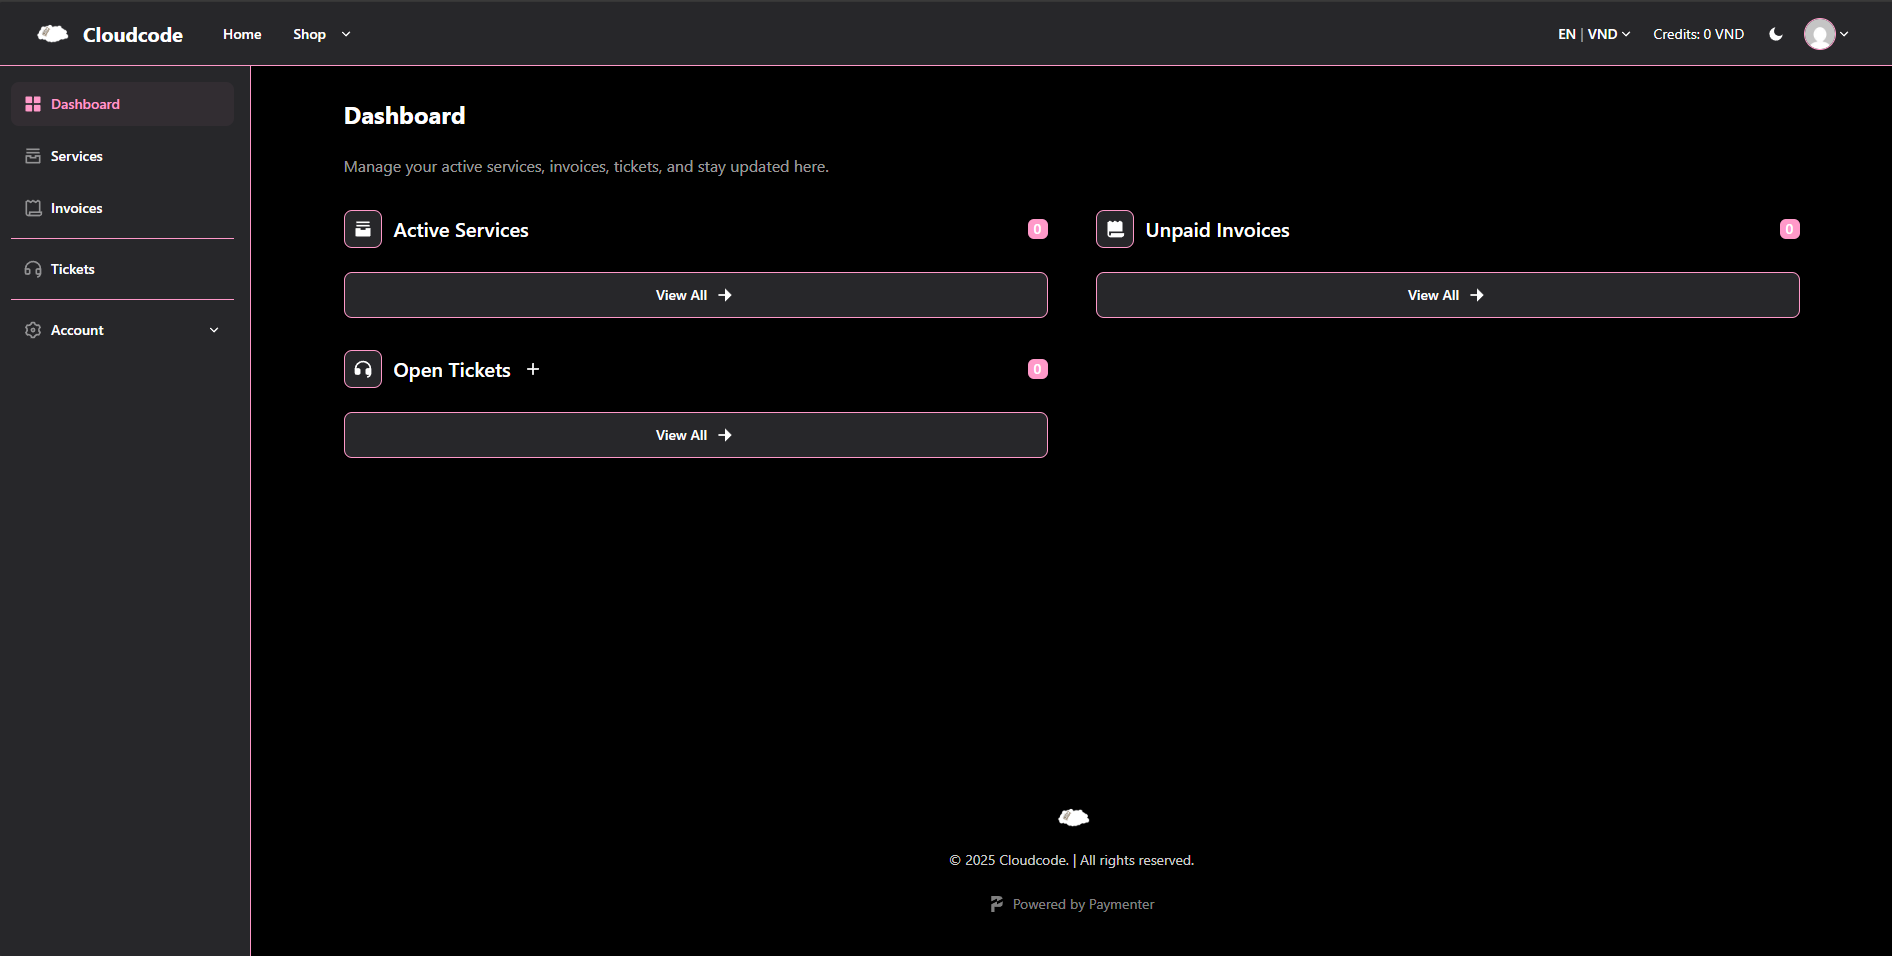 Cloudcode
Home
Shop
EN | VND
Credits: 0 VND
Dashboard
Services
Invoices
Tickets
Account
Dashboard
Manage your active services, invoices, tickets, and stay updated here.
Active Services
0
View All
Unpaid Invoices
0
View All
Open Tickets
0
View All
© 2025 Cloudcode. | All rights reserved.
Powered by Paymenter